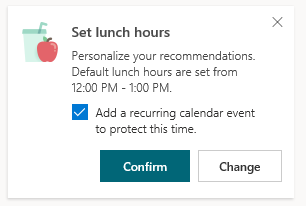 Set lunch hours
Personalize your recommendations.
Default lunch hours are set from
12:00 PM - 1:00 PM.
Add a recurring calendar event
to protect this time.
Confirm
Change